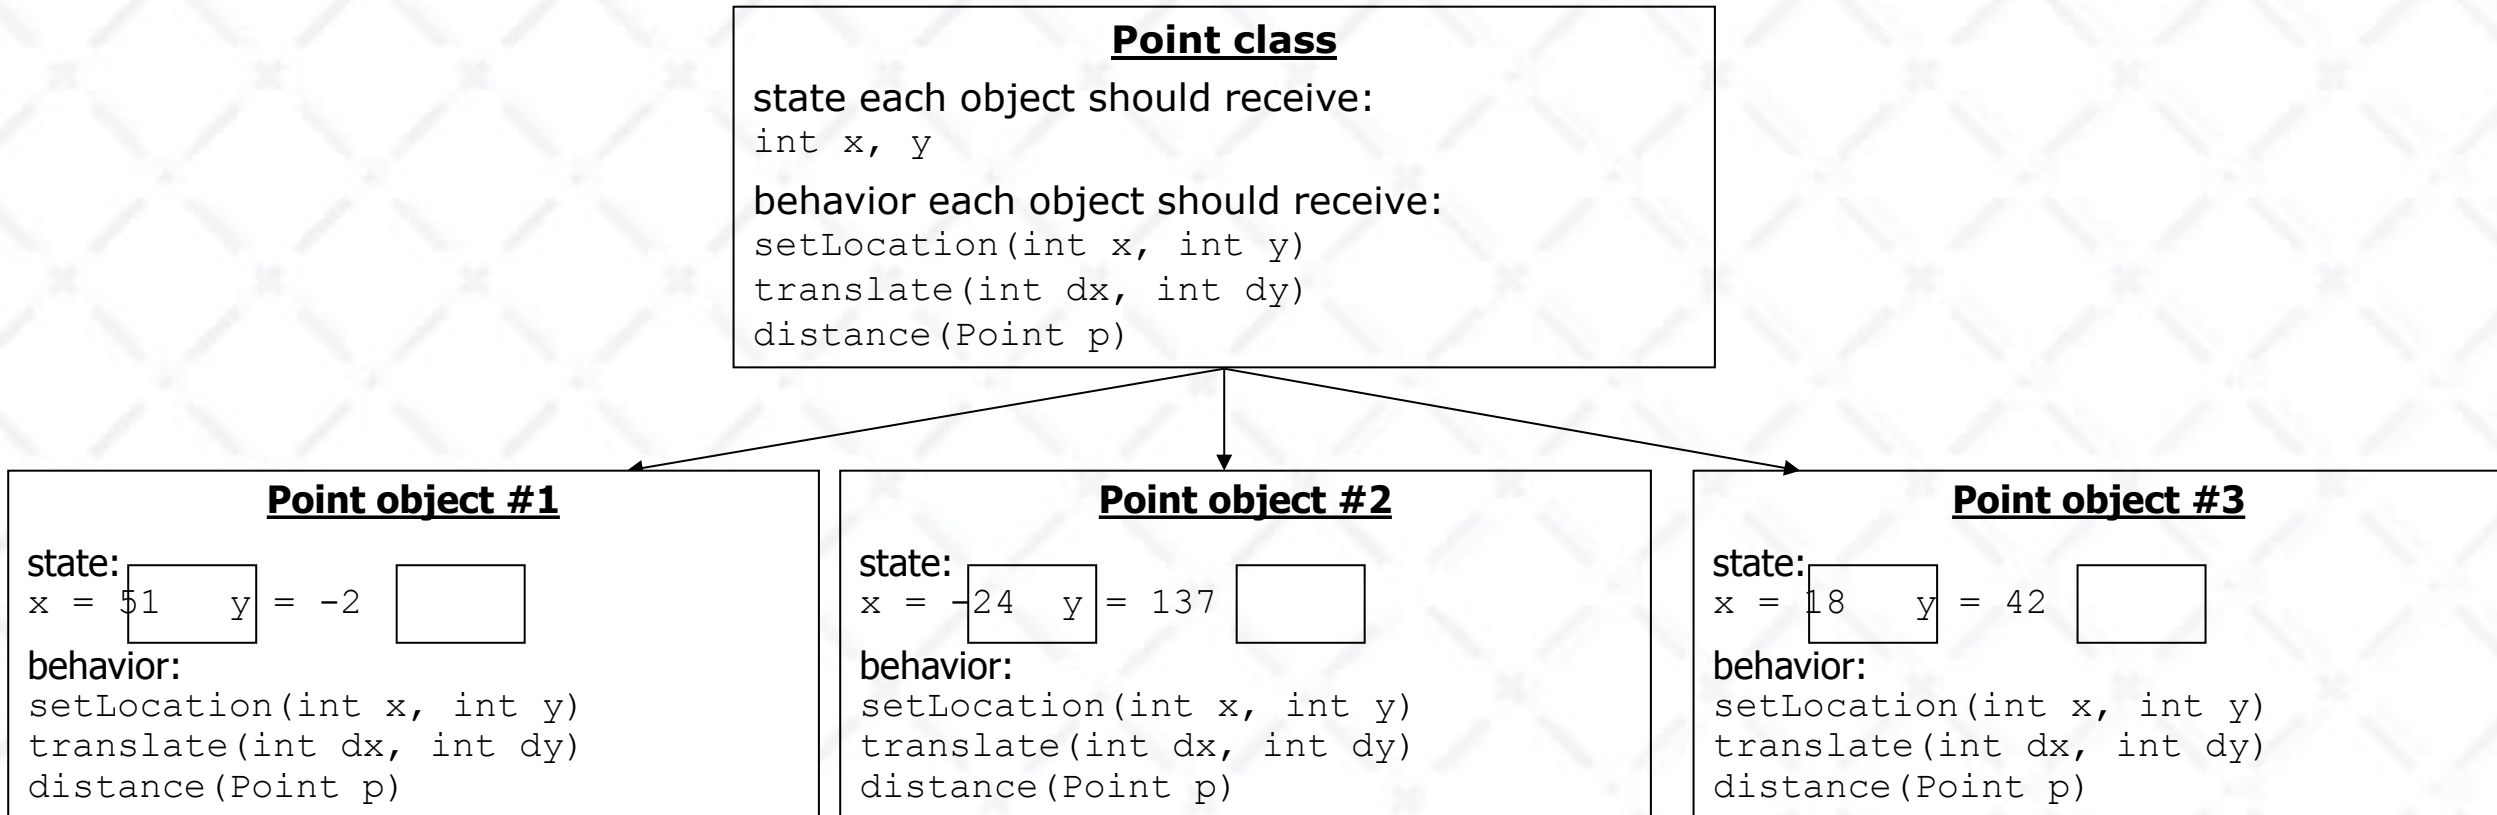 Point class
state each object should receive:
int x, y
behavior each object should receive:
setLocation(int x, int y)
translate(int dx, int dy)
distance(Point p)
Point object #1
state:
x = 51   y = -2
behavior:
setLocation(int x, int y)
translate(int dx, int dy)
distance(Point p)
Point object #2
state:
x = -24  y = 137
behavior:
setLocation(int x, int y)
translate(int dx, int dy)
distance(Point p)
Point object #3
state:
x = 18   y = 42
behavior:
setLocation(int x, int y)
translate(int dx, int dy)
distance(Point p)